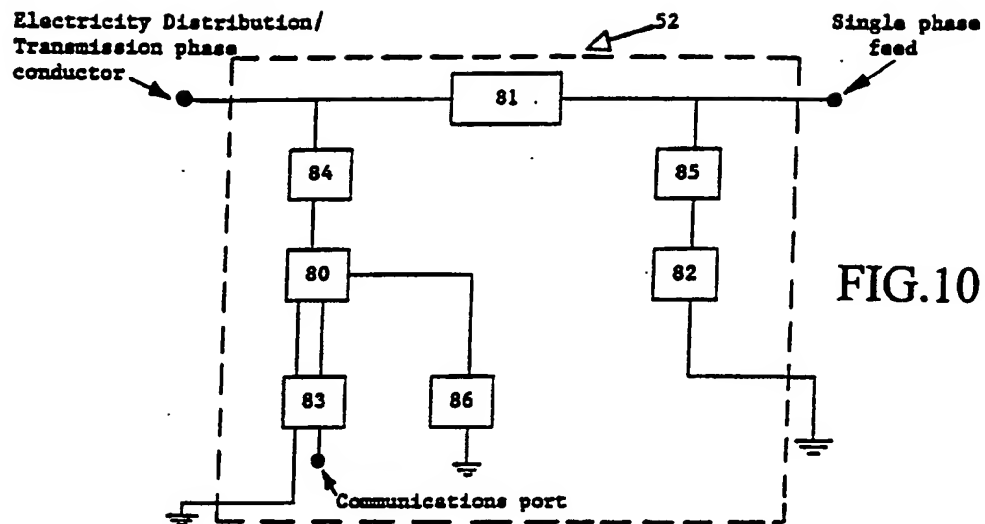 Electricity Distribution/
Transmission phase
conductor
52
Single phase
feed
81
84
85
80
82
FIG.10
83
86
Communications port